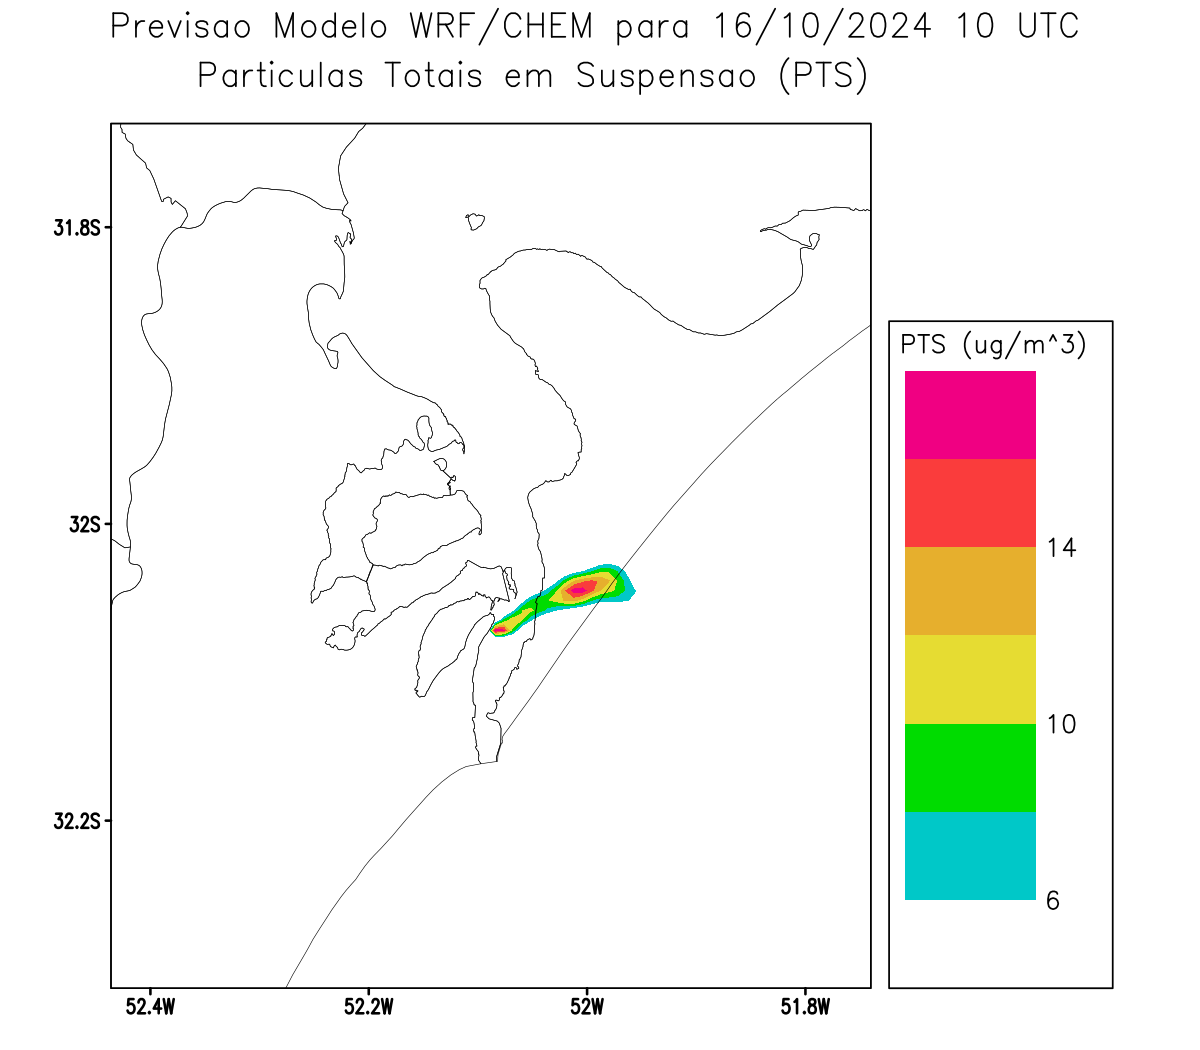 Previsao Modelo WRF/CHEM para 16/10/2024 10 UTC
Particulas Totais em Suspensao (PTS)
31.8S
32S
32.2S
52.4W
52.2W
52W
51.8W
PTS (ug/m^3)
14
10
6